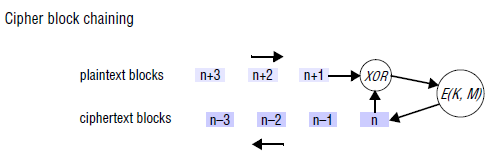 Cipher block chaining
plaintext blocks n+3 n+2 n+1 XOR
E(K, M)
ciphertext blocks n–3 n–2 n–1 n